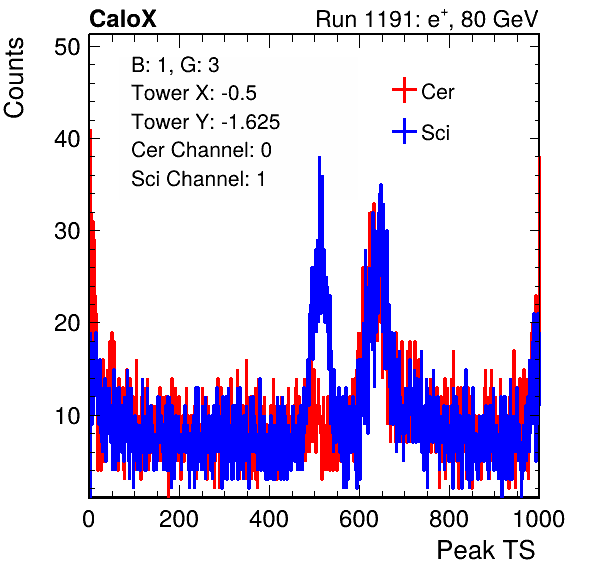 CaloX Run 1191: e⁺, 80 GeV
Counts
B: 1, G: 3
Tower X: -0.5
Tower Y: -1.625
Cer Channel: 0
Sci Channel: 1
Cer
Sci
50
40
30
20
10
0 200 400 600 800 1000
Peak TS